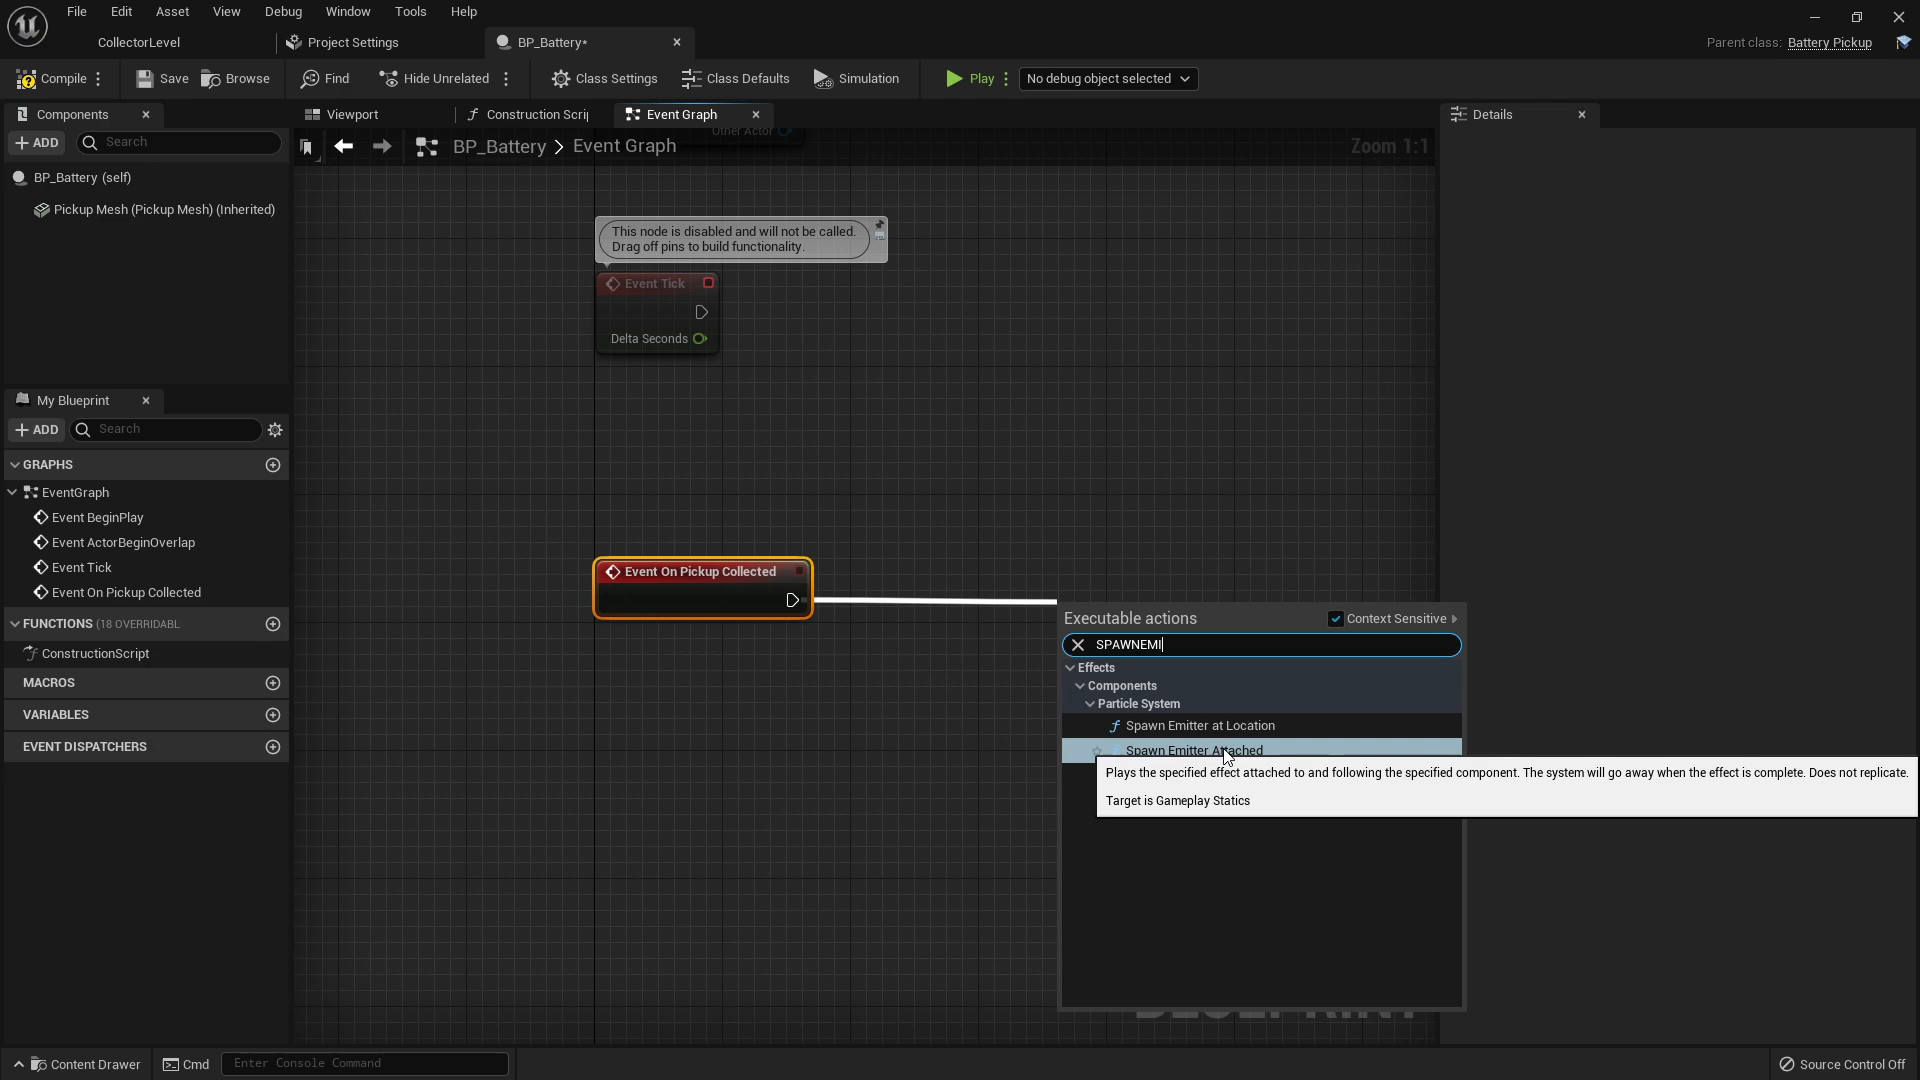 File Edit Asset View Debug Window Tools Help
CollectorLevel Project Settings BP_Battery*
Parent class: Battery Pickup
Compile Save Browse Find Hide Unrelated Class Settings Class Defaults Simulation Play No debug object selected
Components
ADD Search
BP_Battery (self)
Pickup Mesh (Pickup Mesh) (Inherited)
My Blueprint
ADD Search
GRAPHS
EventGraph
Event BeginPlay
Event ActorBeginOverlap
Event Tick
Event On Pickup Collected
FUNCTIONS (18 OVERRIDABL
ConstructionScript
MACROS
VARIABLES
EVENT DISPATCHERS
Viewport Construction Scri Event Graph
Other Actor
BP_Battery > Event Graph
Zoom 1:1
This node is disabled and will not be called.
Drag off pins to build functionality.
Event Tick
Delta Seconds
Event On Pickup Collected
Executable actions Context Sensitive
SPAWNEMI
Effects
Components
Particle System
Spawn Emitter at Location
Spawn Emitter Attached
Plays the specified effect attached to and following the specified component. The system will go away when the effect is complete. Does not replicate.
Target is Gameplay Statics
BLUEPRINT
Details
Content Drawer Cmd Enter Console Command
Source Control Off